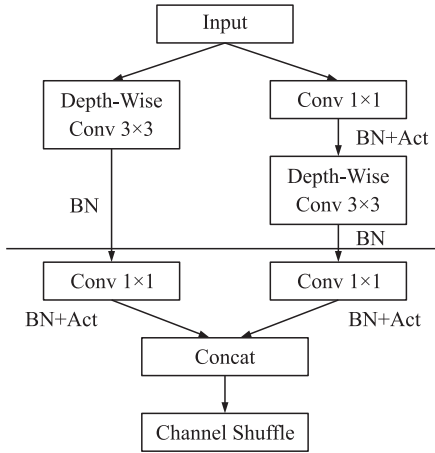 Input
Depth-Wise
Conv 3×3
Conv 1×1
BN+Act
Depth-Wise
Conv 3×3
BN
BN
Conv 1×1
Conv 1×1
BN+Act
BN+Act
Concat
Channel Shuffle